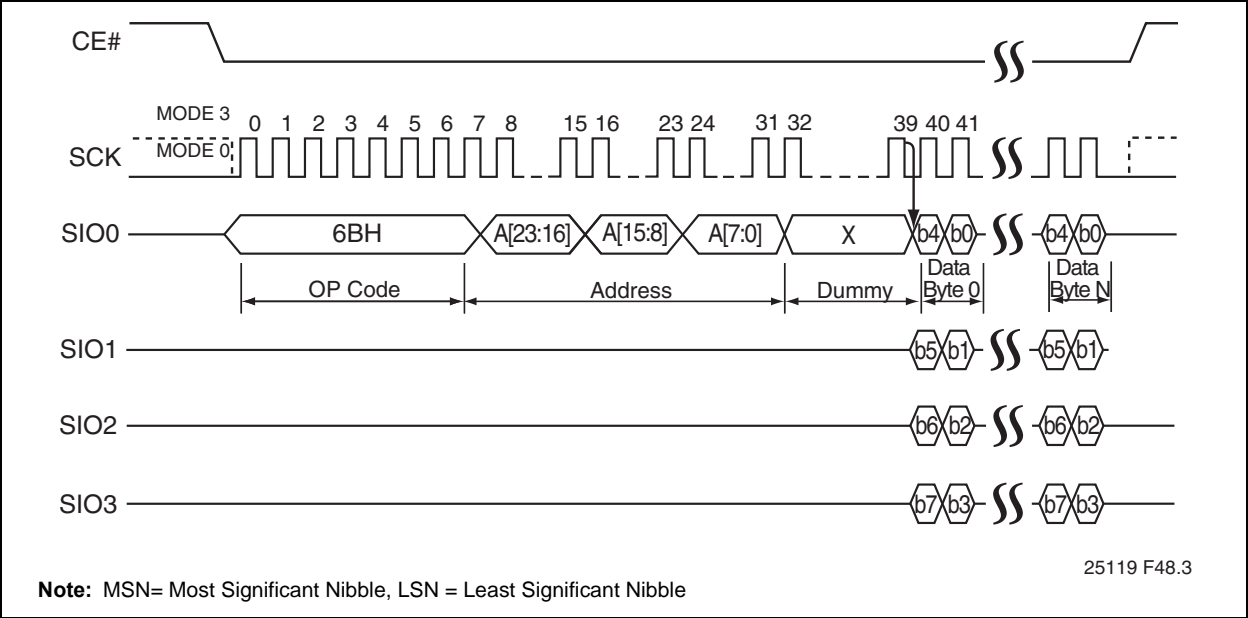 CE#
MODE 3
0 1 2 3 4 5 6 7 8 15 16 23 24 31 32 39 40 41
SCK
MODE 0
SIO0
6BH
A[23:16]
A[15:8]
A[7:0]
X
b4
b0
b4
b0
OP Code
Address
Dummy
Data
Byte 0
Data
Byte N
SIO1
b5
b1
b5
b1
SIO2
b6
b2
b6
b2
SIO3
b7
b3
b7
b3
25119 F48.3
Note: MSN= Most Significant Nibble, LSN = Least Significant Nibble